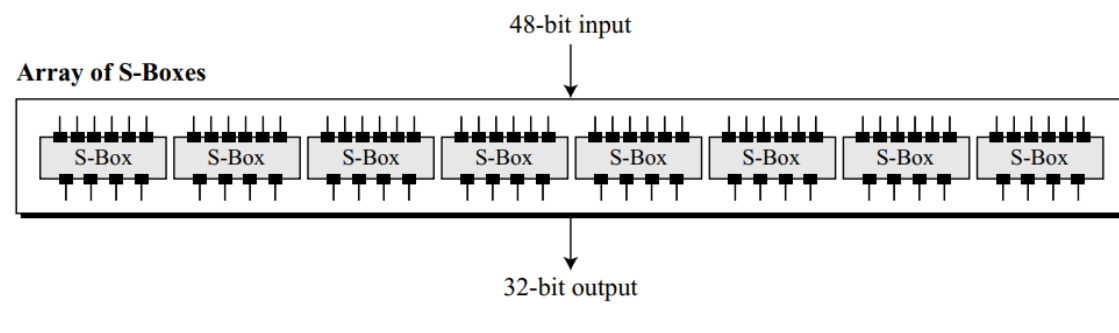 48-bit input
Array of S-Boxes
S-Box S-Box S-Box S-Box S-Box S-Box S-Box S-Box
32-bit output